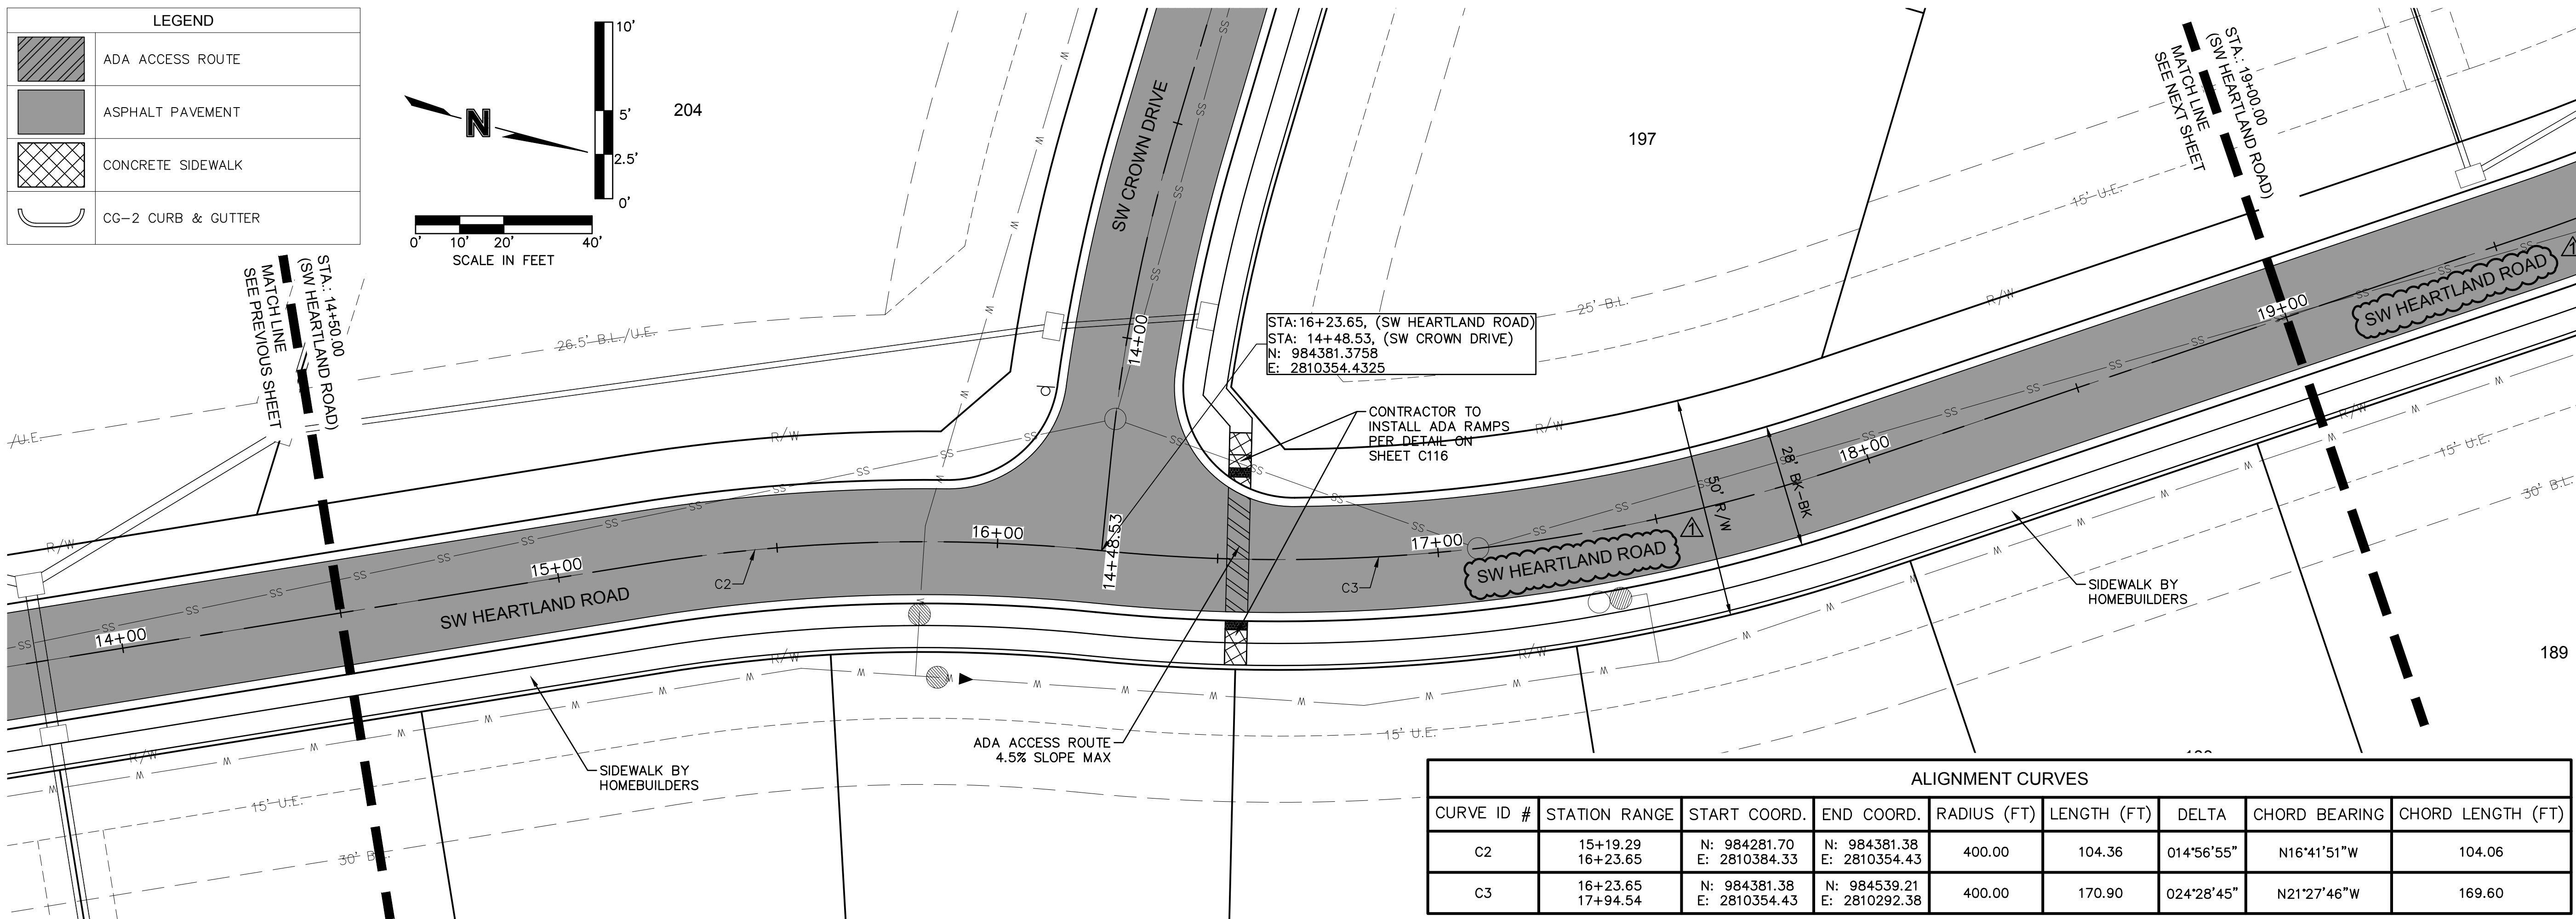 LEGEND
ADA ACCESS ROUTE
ASPHALT PAVEMENT
CONCRETE SIDEWALK
CG-2 CURB & GUTTER
N
10'
5'
2.5'
0'
0' 10' 20' 40'
SCALE IN FEET
204
197
189
STA.: 14+50.00
(SW HEARTLAND ROAD)
MATCH LINE
SEE PREVIOUS SHEET
STA.: 19+00.00
(SW HEARTLAND ROAD)
MATCH LINE
SEE NEXT SHEET
SW CROWN DRIVE
14+00
14+48.53
26.5' B.L./U.E.
/U.E.
25' B.L.
15' U.E.
R/W
R/W
R/W
R/W
R/W
R/W
R/W
R/W
STA:16+23.65, (SW HEARTLAND ROAD)
STA: 14+48.53, (SW CROWN DRIVE)
N: 984381.3758
E: 2810354.4325
CONTRACTOR TO
INSTALL ADA RAMPS
PER DETAIL ON
SHEET C116
14+00
15+00
16+00
17+00
18+00
19+00
SW HEARTLAND ROAD
SW HEARTLAND ROAD
1
SW HEARTLAND ROAD
1
C2
C3
50' R/W
28' BK-BK
SIDEWALK BY
HOMEBUILDERS
SIDEWALK BY
HOMEBUILDERS
ADA ACCESS ROUTE
4.5% SLOPE MAX
15' U.E.
30' B.L.
15' U.E.
15' U.E.
30' B.L.
ALIGNMENT CURVES
CURVE ID # STATION RANGE START COORD. END COORD. RADIUS (FT) LENGTH (FT) DELTA CHORD BEARING CHORD LENGTH (FT)
C2 15+19.29 16+23.65 N: 984281.70 E: 2810384.33 N: 984381.38 E: 2810354.43 400.00 104.36 014°56'55" N16°41'51"W 104.06
C3 16+23.65 17+94.54 N: 984381.38 E: 2810354.43 N: 984539.21 E: 2810292.38 400.00 170.90 024°28'45" N21°27'46"W 169.60